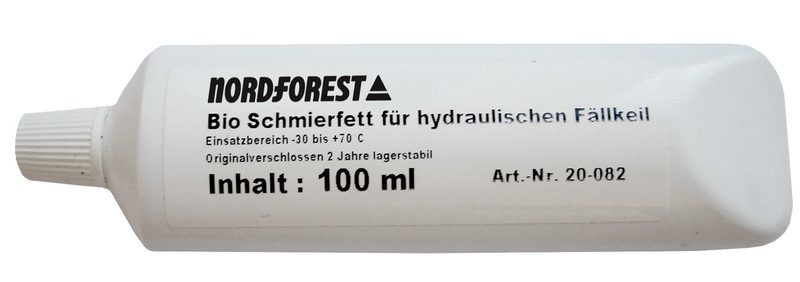 NORDFOREST
Bio Schmierfett für hydraulischen Fällkeil
Einsatzbereich -30 bis +70 C
Originalverschlossen 2 Jahre lagerstabil
Inhalt : 100 ml Art.-Nr. 20-082